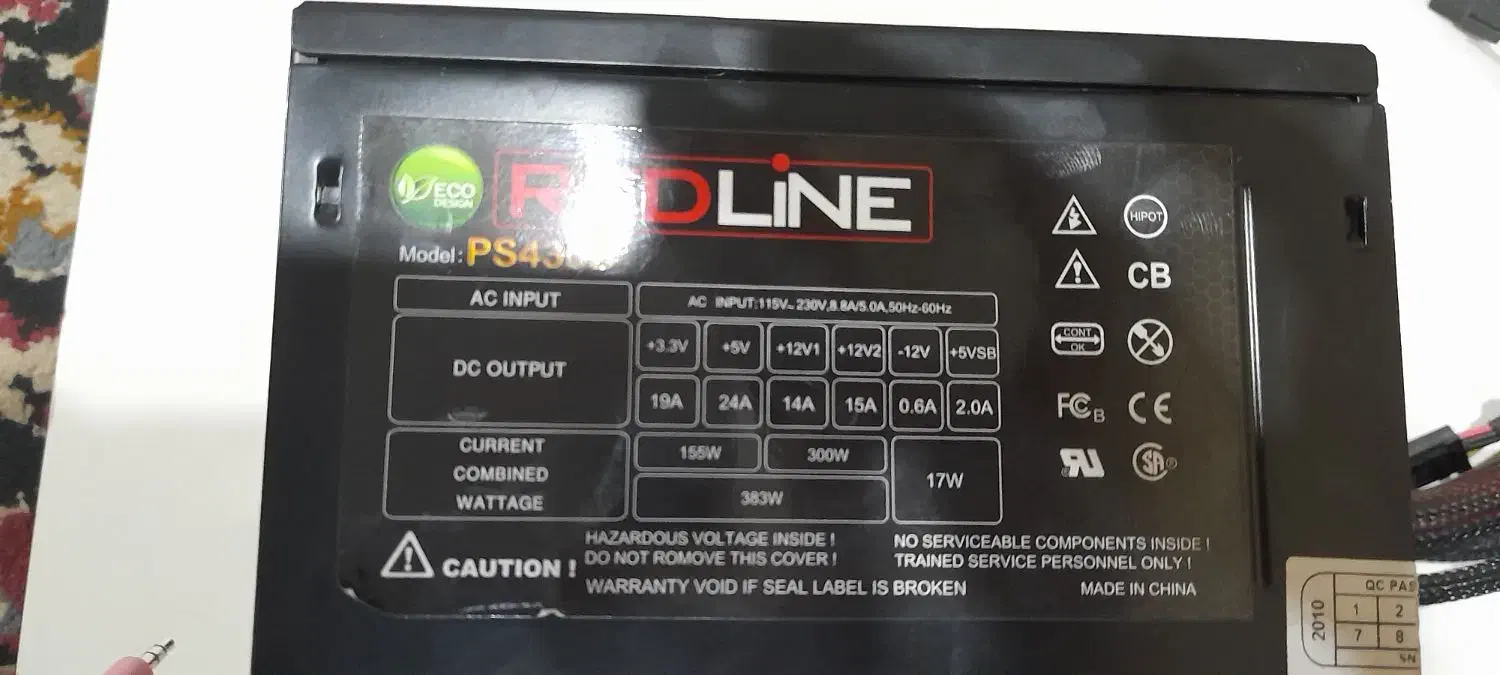 ECO
DESIGN
LiNE
Model:
HIPOT
CB
AC INPUT
AC INPUT:115V~230V,8.8A/5.0A,50Hz-60Hz
DC OUTPUT
+3.3V +5V +12V1 +12V2 -12V +5VSB
19A 24A 14A 15A 0.6A 2.0A
CONT
OK
FC B CE
CURRENT
COMBINED
WATTAGE
155W 300W
17W
383W
CAUTION !
HAZARDOUS VOLTAGE INSIDE !
DO NOT ROMOVE THIS COVER !
WARRANTY VOID IF SEAL LABEL IS BROKEN
NO SERVICEABLE COMPONENTS INSIDE !
TRAINED SERVICE PERSONNEL ONLY !
MADE IN CHINA
2010
QC
1 2
7 8
SN